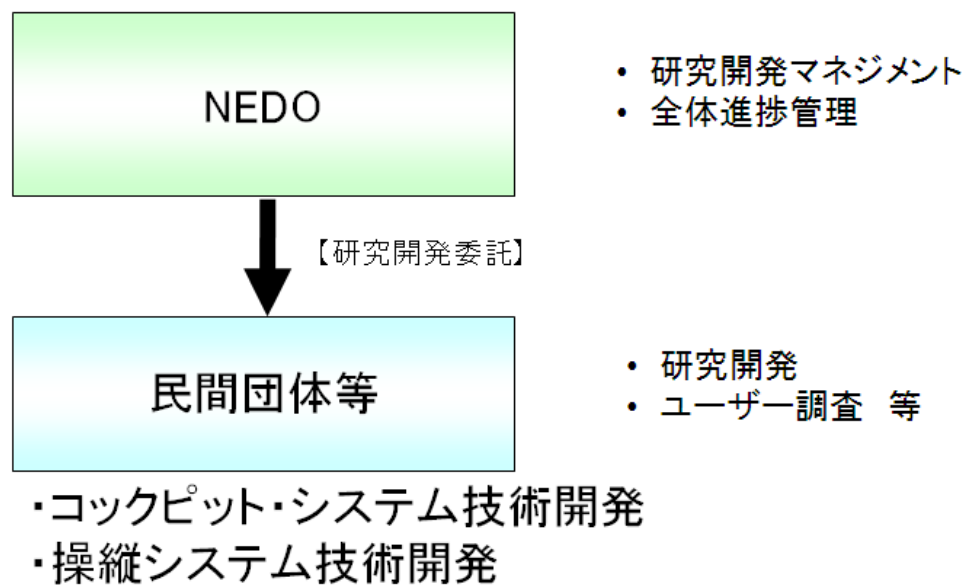 NEDO
• 研究開発マネジメント
• 全体進捗管理
【研究開発委託】
民間団体等
• 研究開発
• ユーザー調査　等
・コックピット・システム技術開発
・操縦システム技術開発